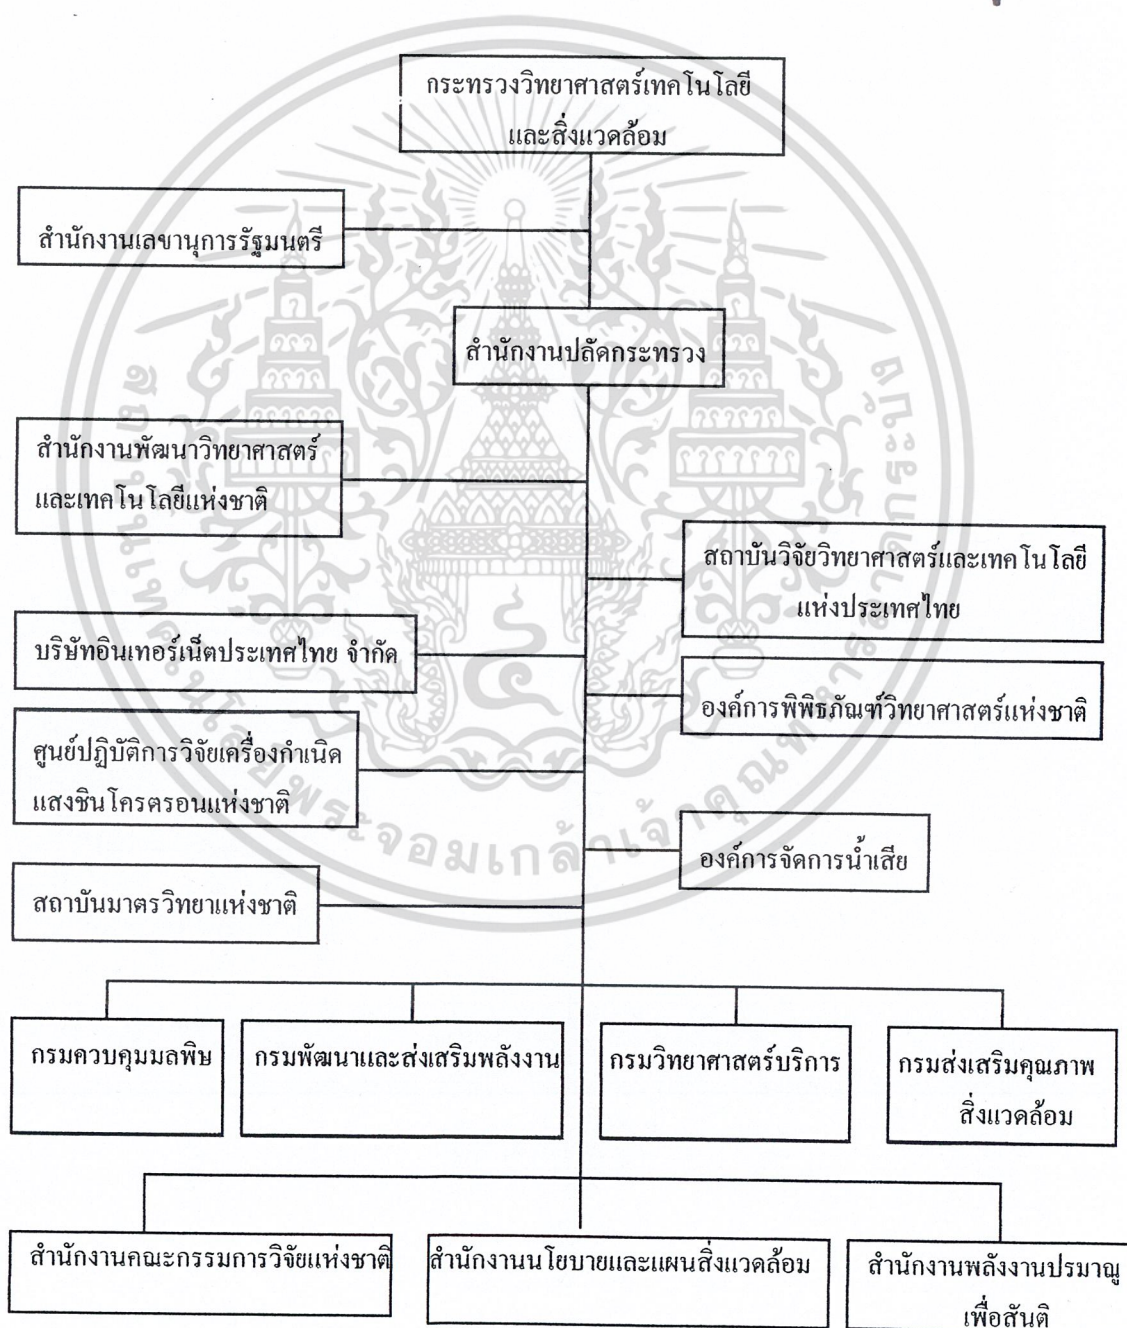 กระทรวงวิทยาศาสตร์เทคโนโลยี
และสิ่งแวดล้อม
สำนักงานเลขานุการรัฐมนตรี
สำนักงานปลัดกระทรวง
สำนักงานพัฒนาวิทยาศาสตร์
และเทคโนโลยีแห่งชาติ
สถาบันวิจัยวิทยาศาสตร์และเทคโนโลยี
แห่งประเทศไทย
บริษัทอินเทอร์เน็ตประเทศไทย จำกัด
องค์การพิพิธภัณฑ์วิทยาศาสตร์แห่งชาติ
ศูนย์ปฏิบัติการวิจัยเครื่องกำเนิด
แสงซินโครตรอนแห่งชาติ
องค์การจัดการน้ำเสีย
สถาบันมาตรวิทยาแห่งชาติ
กรมควบคุมมลพิษ
กรมพัฒนาและส่งเสริมพลังงาน
กรมวิทยาศาสตร์บริการ
กรมส่งเสริมคุณภาพ
สิ่งแวดล้อม
สำนักงานคณะกรรมการวิจัยแห่งชาติ
สำนักงานนโยบายและแผนสิ่งแวดล้อม
สำนักงานพลังงานปรมาณู
เพื่อสันติ